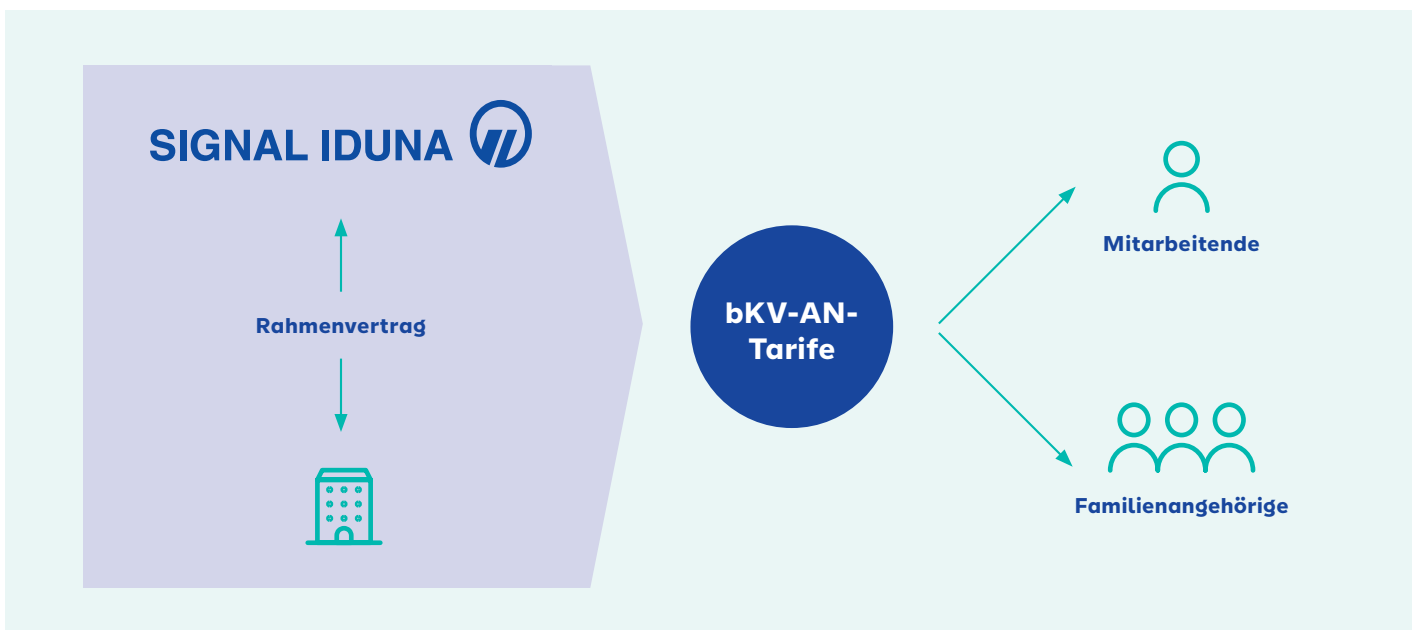 SIGNAL IDUNA
Rahmenvertrag
bKV-AN-
Tarife
Mitarbeitende
Familienangehörige